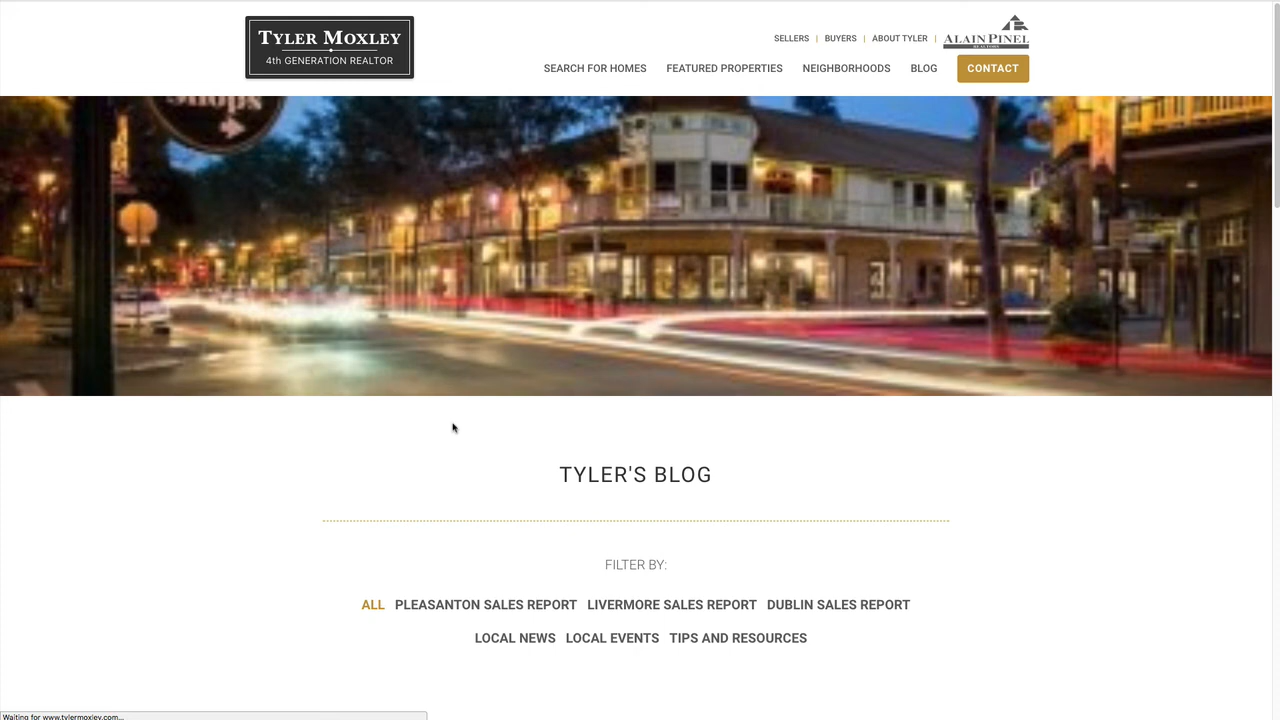 TYLER MOXLEY
4th GENERATION REALTOR
SELLERS | BUYERS | ABOUT TYLER |
ALAIN PINEL
REALTORS
SEARCH FOR HOMES FEATURED PROPERTIES NEIGHBORHOODS BLOG CONTACT
Shops
TYLER'S BLOG
FILTER BY:
ALL PLEASANTON SALES REPORT LIVERMORE SALES REPORT DUBLIN SALES REPORT
LOCAL NEWS LOCAL EVENTS TIPS AND RESOURCES
Waiting for www.tylermoxley.com...